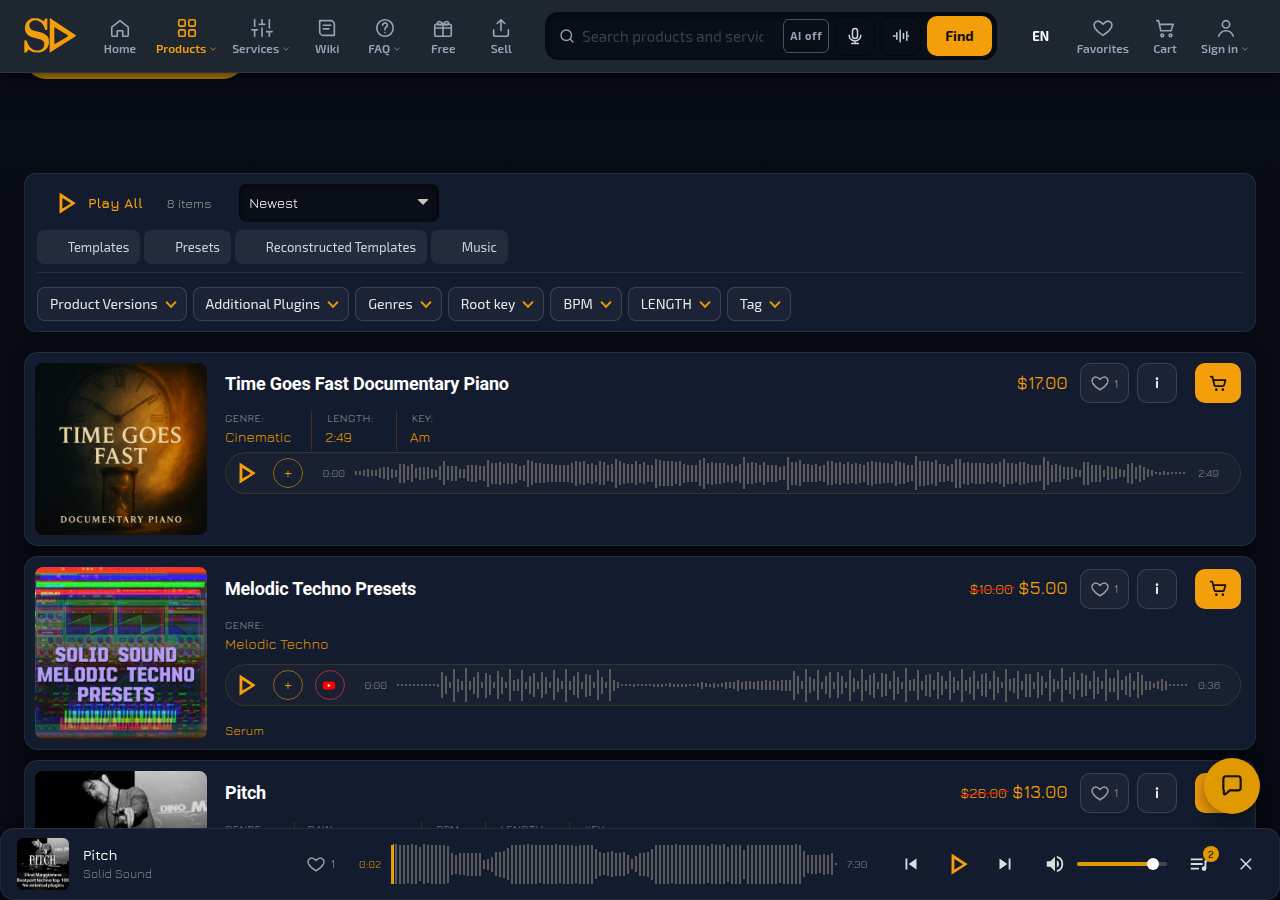 SD
Home
Products
Services
Wiki
FAQ
Free
Sell
Search products and servic
AI off
Find
EN
Favorites
Cart
Sign in
Play All
8 items
Newest
Templates
Presets
Reconstructed Templates
Music
Product Versions
Additional Plugins
Genres
Root key
BPM
LENGTH
Tag
TIME GOES
FAST
DOCUMENTARY PIANO
Time Goes Fast Documentary Piano
$17.00
1
i
GENRE:
Cinematic
LENGTH:
2:49
KEY:
Am
+
0:00
2:49
SOLID SOUND
MELODIC TECHNO
PRESETS
Melodic Techno Presets
$10.00 $5.00
1
i
GENRE:
Melodic Techno
+
0:00
0:36
Serum
DINO M
Pitch
$26.00 $13.00
1
i
PITCH
Pitch
Solid Sound
1
0:02
7:30
2